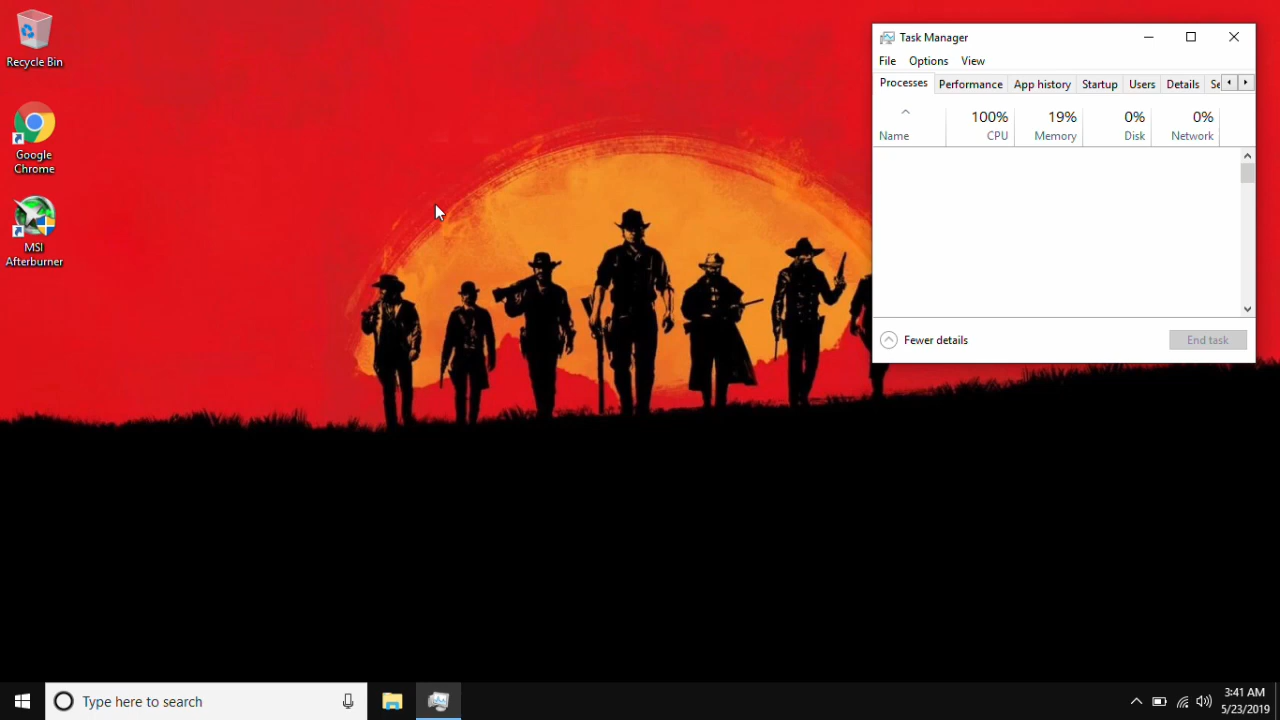 Recycle Bin
Google
Chrome
MSI
Afterburner
Task Manager
File Options View
Processes Performance App history Startup Users Details Se
100% 19% 0% 0%
Name CPU Memory Disk Network
Fewer details End task
Type here to search
3:41 AM
5/23/2019